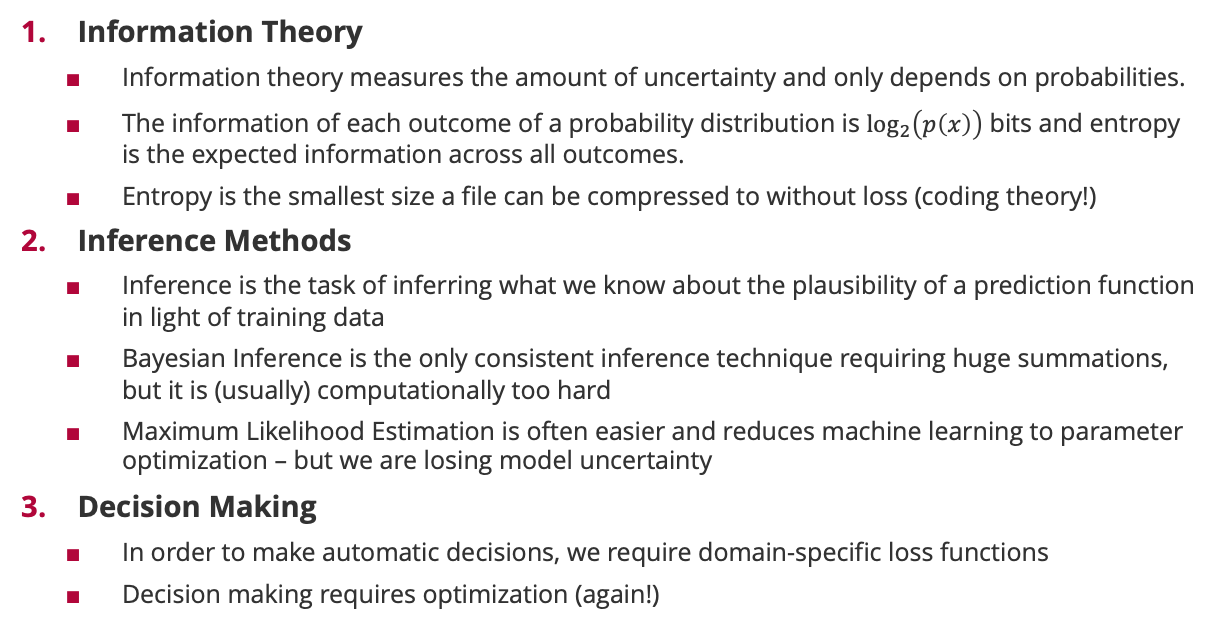 1. Information Theory
■ Information theory measures the amount of uncertainty and only depends on probabilities.
■ The information of each outcome of a probability distribution is log₂(p(x)) bits and entropy
is the expected information across all outcomes.
■ Entropy is the smallest size a file can be compressed to without loss (coding theory!)
2. Inference Methods
■ Inference is the task of inferring what we know about the plausibility of a prediction function
in light of training data
■ Bayesian Inference is the only consistent inference technique requiring huge summations,
but it is (usually) computationally too hard
■ Maximum Likelihood Estimation is often easier and reduces machine learning to parameter
optimization – but we are losing model uncertainty
3. Decision Making
■ In order to make automatic decisions, we require domain-specific loss functions
■ Decision making requires optimization (again!)